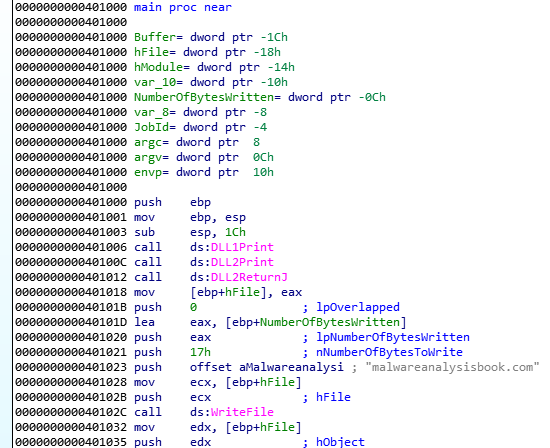 0000000000401000 main proc near
0000000000401000
0000000000401000 Buffer= dword ptr -1Ch
0000000000401000 hFile= dword ptr -18h
0000000000401000 hModule= dword ptr -14h
0000000000401000 var_10= dword ptr -10h
0000000000401000 NumberOfBytesWritten= dword ptr -0Ch
0000000000401000 var_8= dword ptr -8
0000000000401000 JobId= dword ptr -4
0000000000401000 argc= dword ptr  8
0000000000401000 argv= dword ptr  0Ch
0000000000401000 envp= dword ptr  10h
0000000000401000
0000000000401000 push    ebp
0000000000401001 mov     ebp, esp
0000000000401003 sub     esp, 1Ch
0000000000401006 call    ds:DLL1Print
000000000040100C call    ds:DLL2Print
0000000000401012 call    ds:DLL2ReturnJ
0000000000401018 mov     [ebp+hFile], eax
000000000040101B push    0               ; lpOverlapped
000000000040101D lea     eax, [ebp+NumberOfBytesWritten]
0000000000401020 push    eax             ; lpNumberOfBytesWritten
0000000000401021 push    17h             ; nNumberOfBytesToWrite
0000000000401023 push    offset aMalwareanalysi ; "malwareanalysisbook.com"
0000000000401028 mov     ecx, [ebp+hFile]
000000000040102B push    ecx             ; hFile
000000000040102C call    ds:WriteFile
0000000000401032 mov     edx, [ebp+hFile]
0000000000401035 push    edx             ; hObject